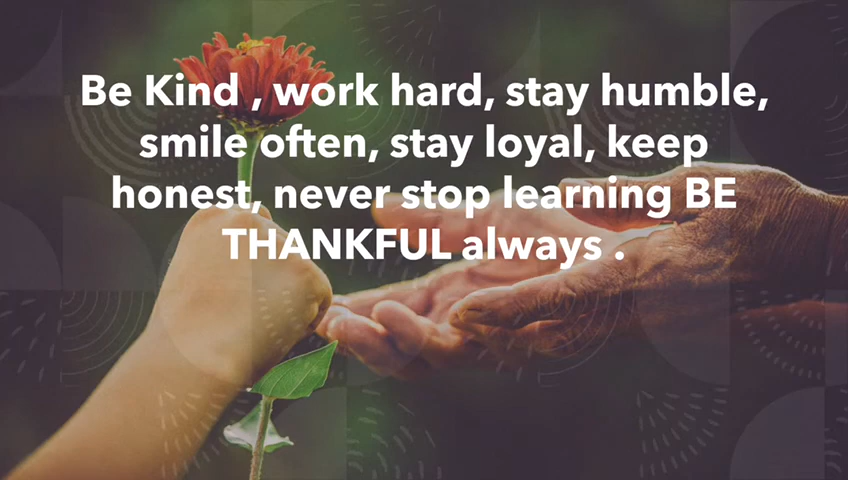 Be Kind , work hard, stay humble,
smile often, stay loyal, keep
honest, never stop learning BE
THANKFUL always .